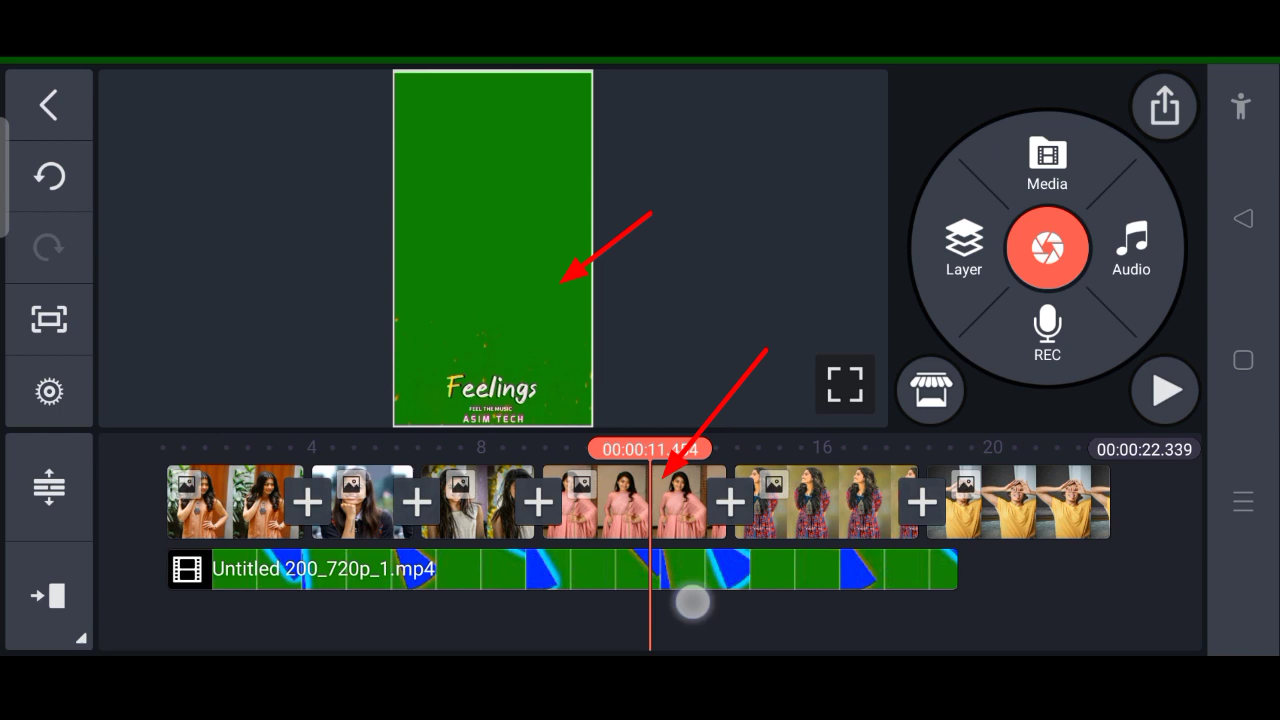 Media
Layer
Audio
REC
Feelings
FEEL THE MUSIC
ASIM TECH
4
8
00:00:11.454
16
20
00:00:22.339
Untitled 200_720p_1.mp4